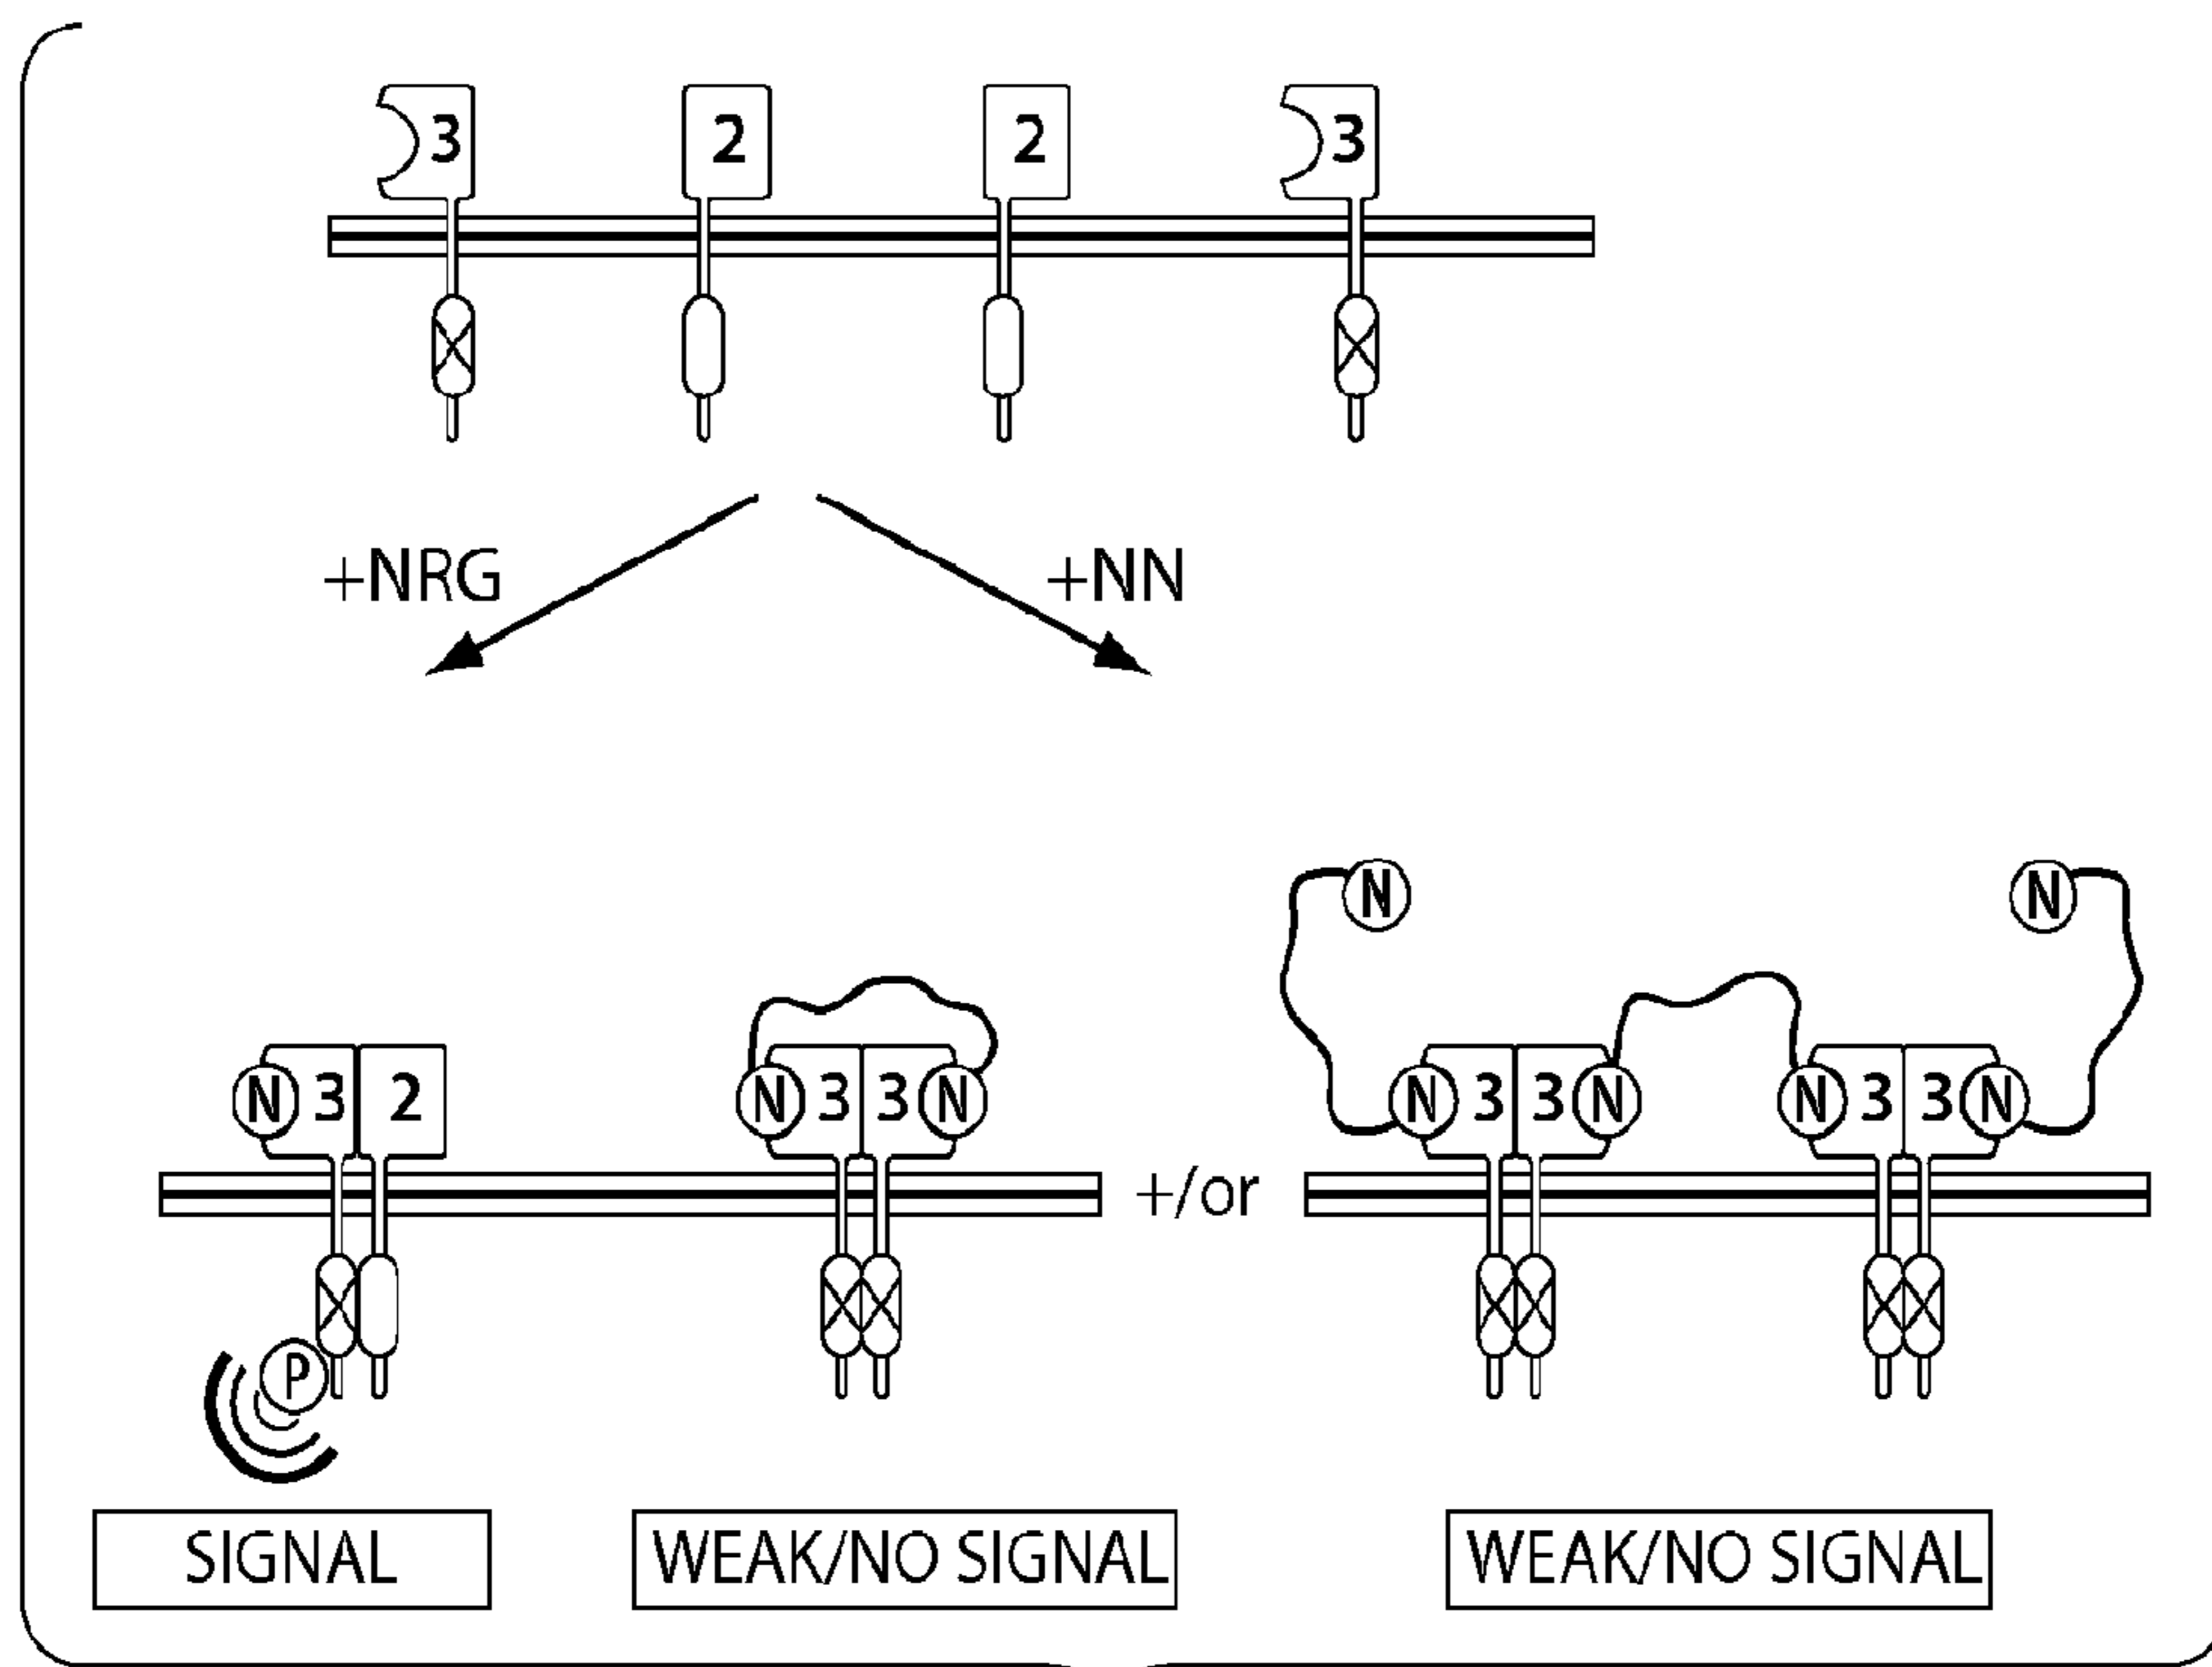 3 2 2 3
+NRG +NN
N N
N 3 2 N 3 3 N N 3 3 N N 3 3 N
+/or
P
SIGNAL WEAK/NO SIGNAL WEAK/NO SIGNAL